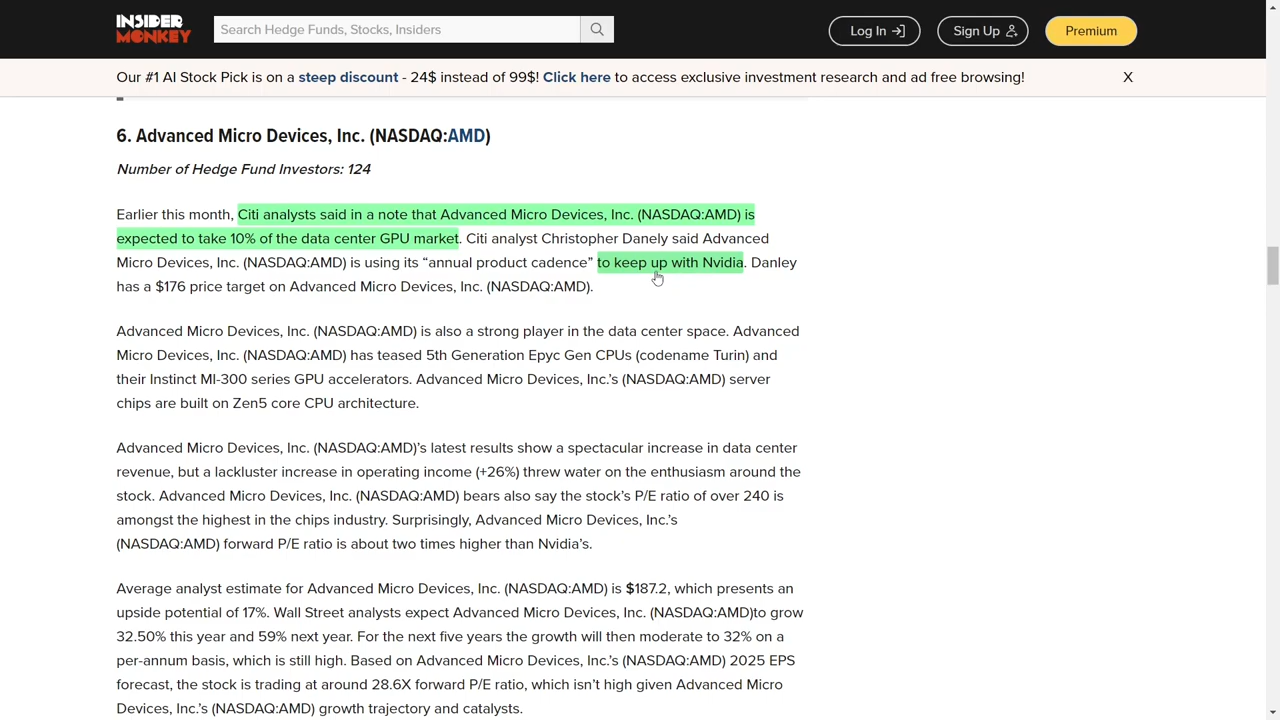 INSIDER
MONKEY
Search Hedge Funds, Stocks, Insiders
Log In
Sign Up
Premium
Our #1 AI Stock Pick is on a steep discount - 24$ instead of 99$! Click here to access exclusive investment research and ad free browsing!
X
6. Advanced Micro Devices, Inc. (NASDAQ:AMD)
Number of Hedge Fund Investors: 124
Earlier this month, Citi analysts said in a note that Advanced Micro Devices, Inc. (NASDAQ:AMD) is
expected to take 10% of the data center GPU market. Citi analyst Christopher Danely said Advanced
Micro Devices, Inc. (NASDAQ:AMD) is using its “annual product cadence” to keep up with Nvidia. Danley
has a $176 price target on Advanced Micro Devices, Inc. (NASDAQ:AMD).
Advanced Micro Devices, Inc. (NASDAQ:AMD) is also a strong player in the data center space. Advanced
Micro Devices, Inc. (NASDAQ:AMD) has teased 5th Generation Epyc Gen CPUs (codename Turin) and
their Instinct MI-300 series GPU accelerators. Advanced Micro Devices, Inc.’s (NASDAQ:AMD) server
chips are built on Zen5 core CPU architecture.
Advanced Micro Devices, Inc. (NASDAQ:AMD)’s latest results show a spectacular increase in data center
revenue, but a lackluster increase in operating income (+26%) threw water on the enthusiasm around the
stock. Advanced Micro Devices, Inc. (NASDAQ:AMD) bears also say the stock’s P/E ratio of over 240 is
amongst the highest in the chips industry. Surprisingly, Advanced Micro Devices, Inc.’s
(NASDAQ:AMD) forward P/E ratio is about two times higher than Nvidia’s.
Average analyst estimate for Advanced Micro Devices, Inc. (NASDAQ:AMD) is $187.2, which presents an
upside potential of 17%. Wall Street analysts expect Advanced Micro Devices, Inc. (NASDAQ:AMD)to grow
32.50% this year and 59% next year. For the next five years the growth will then moderate to 32% on a
per-annum basis, which is still high. Based on Advanced Micro Devices, Inc.’s (NASDAQ:AMD) 2025 EPS
forecast, the stock is trading at around 28.6X forward P/E ratio, which isn’t high given Advanced Micro
Devices, Inc.’s (NASDAQ:AMD) growth trajectory and catalysts.